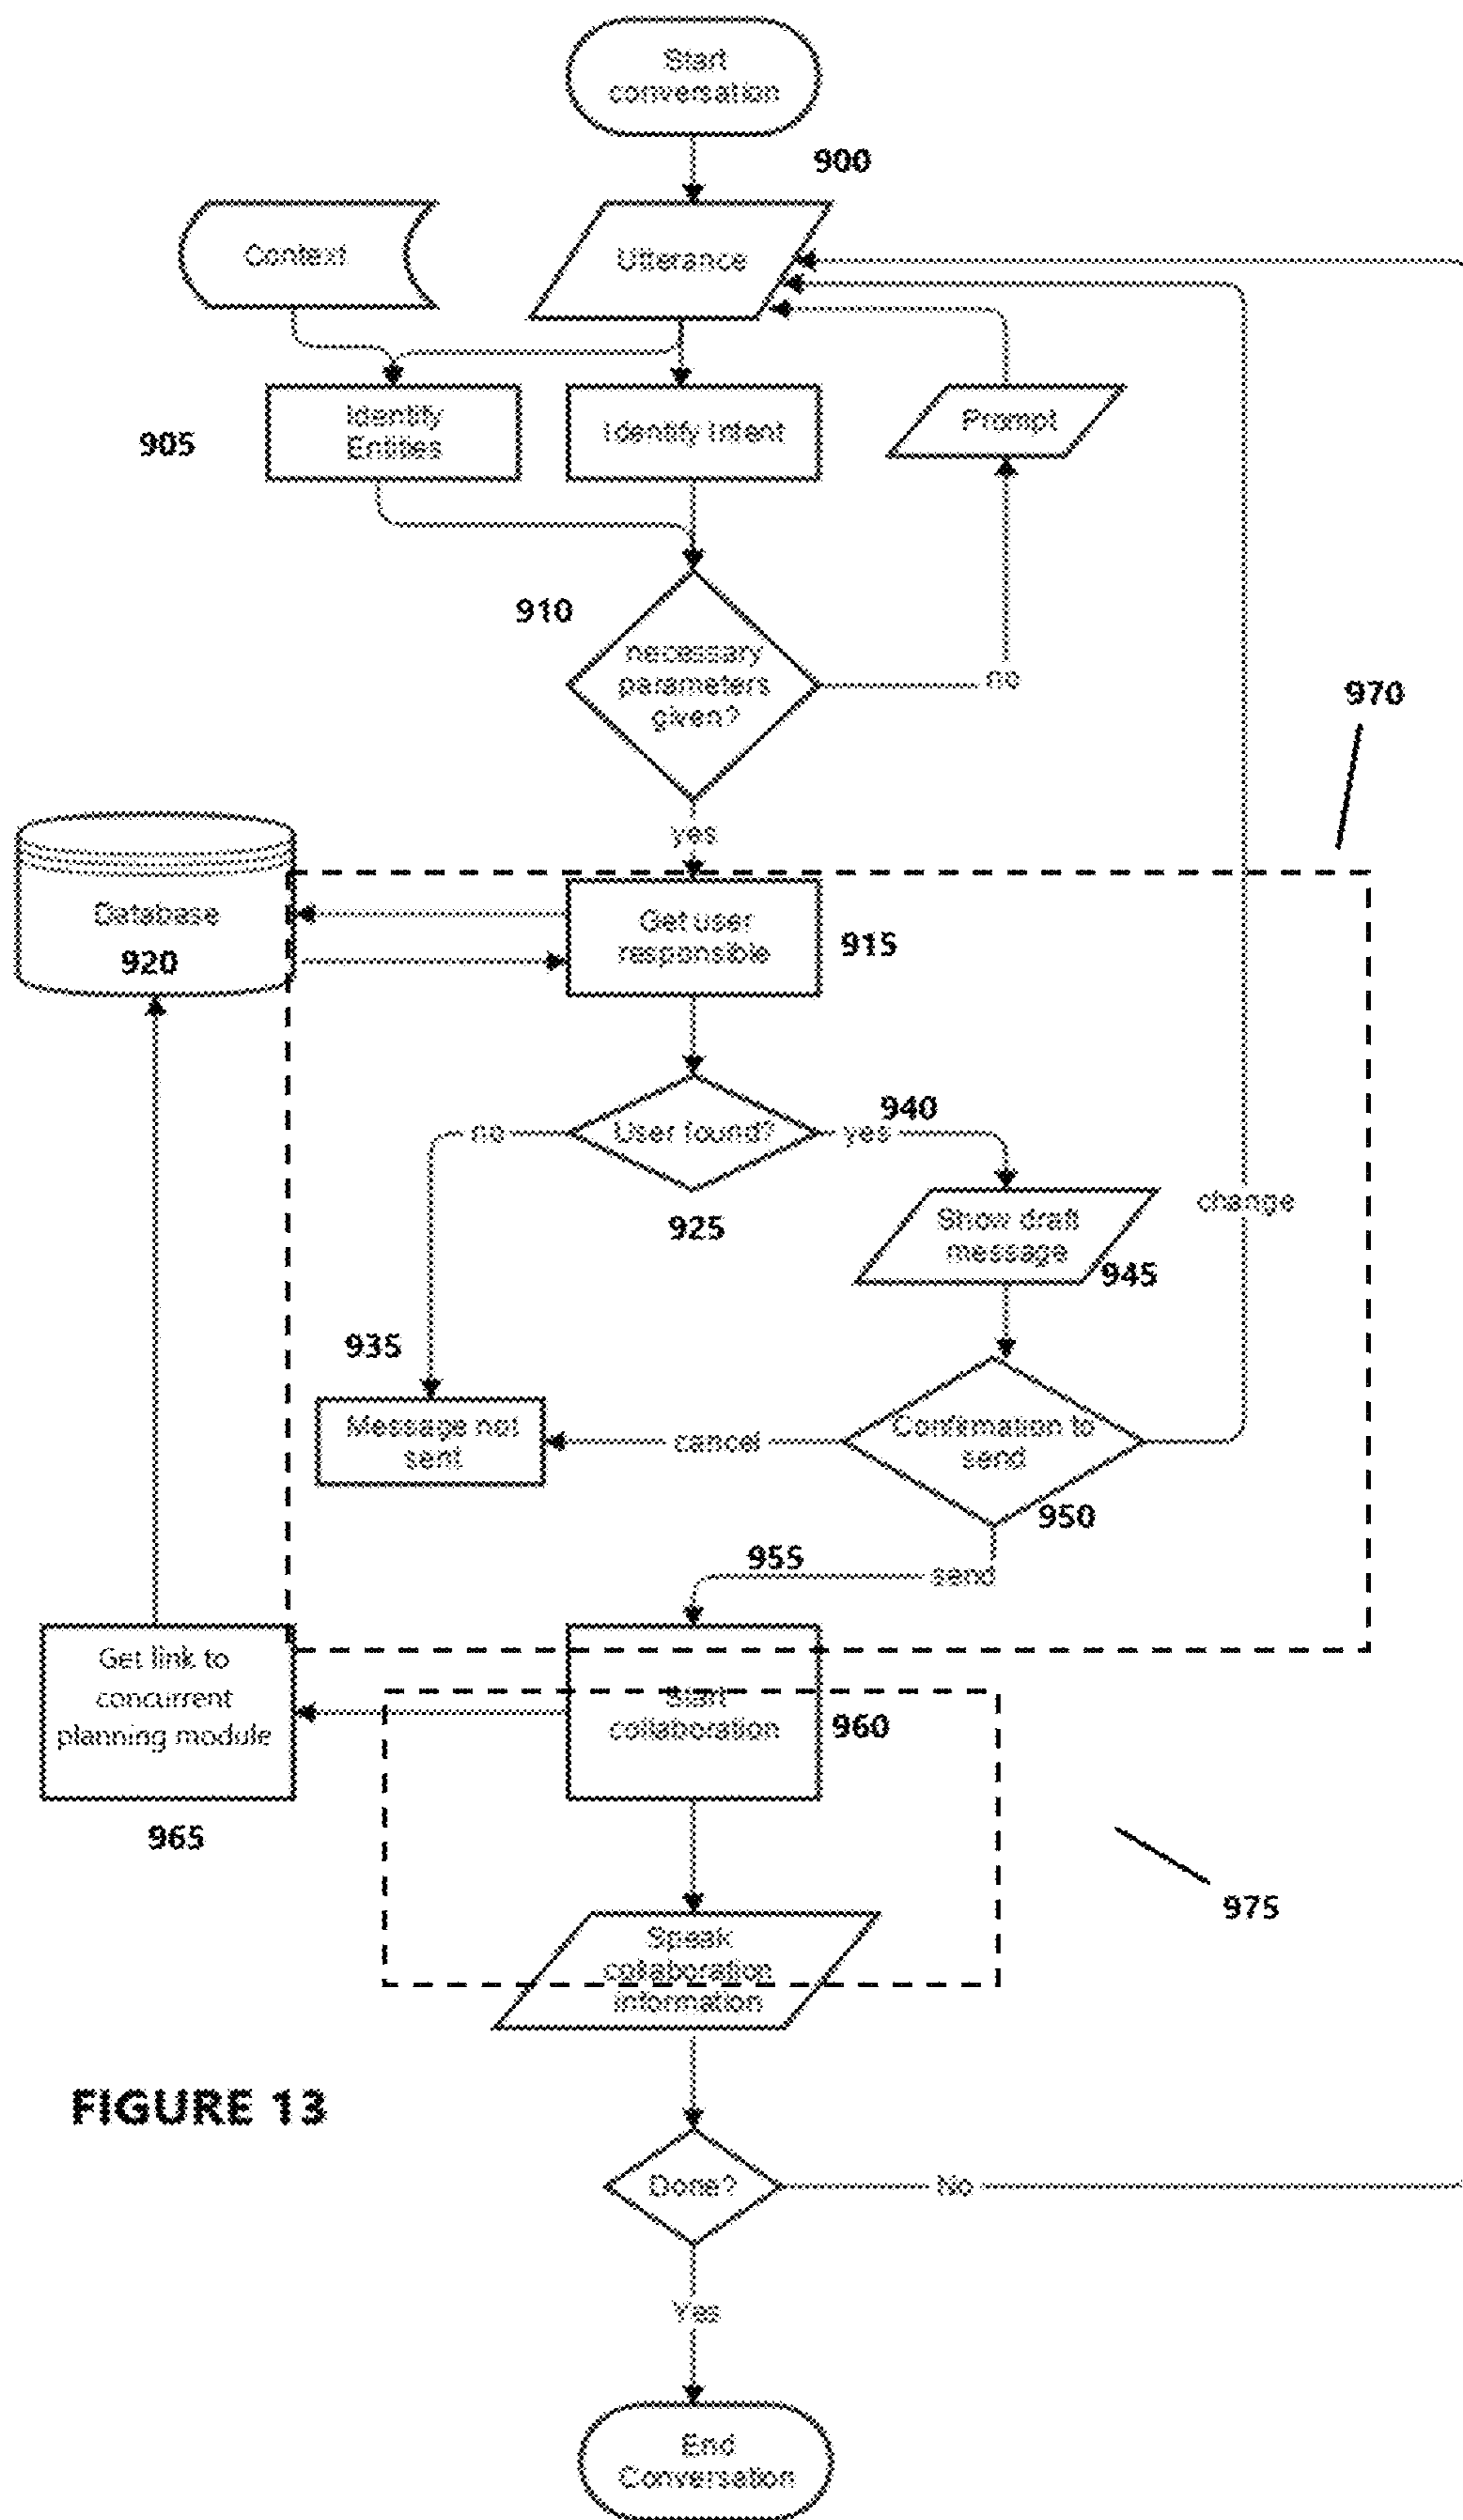 Start
conversation
900
Context
Utterance
905
Identity
Entities
Identify Intent
Prompt
910
necessary
parameters
given?
no
970
yes
Database
920
Get user
responsible
915
no
User found?
yes
940
925
Show draft
message
945
change
935
Message not
sent
cancel
Confirmation to
send
950
955
send
Get link to
concurrent
planning module
965
Start
collaboration
960
975
Speak
collaboration
information
FIGURE 13
Done?
No
Yes
End
Conversation